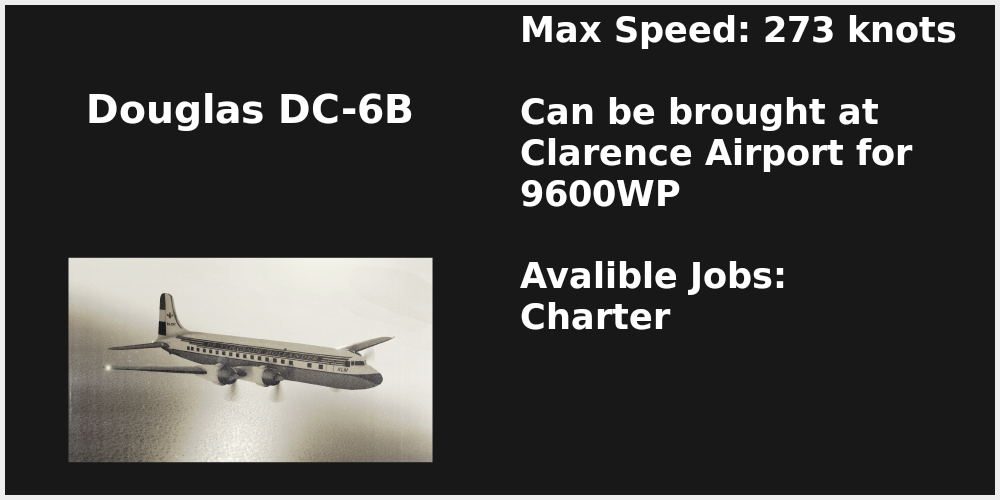 Douglas DC-6B
Max Speed: 273 knots
Can be brought at
Clarence Airport for
9600WP
Avalible Jobs:
Charter
KLM